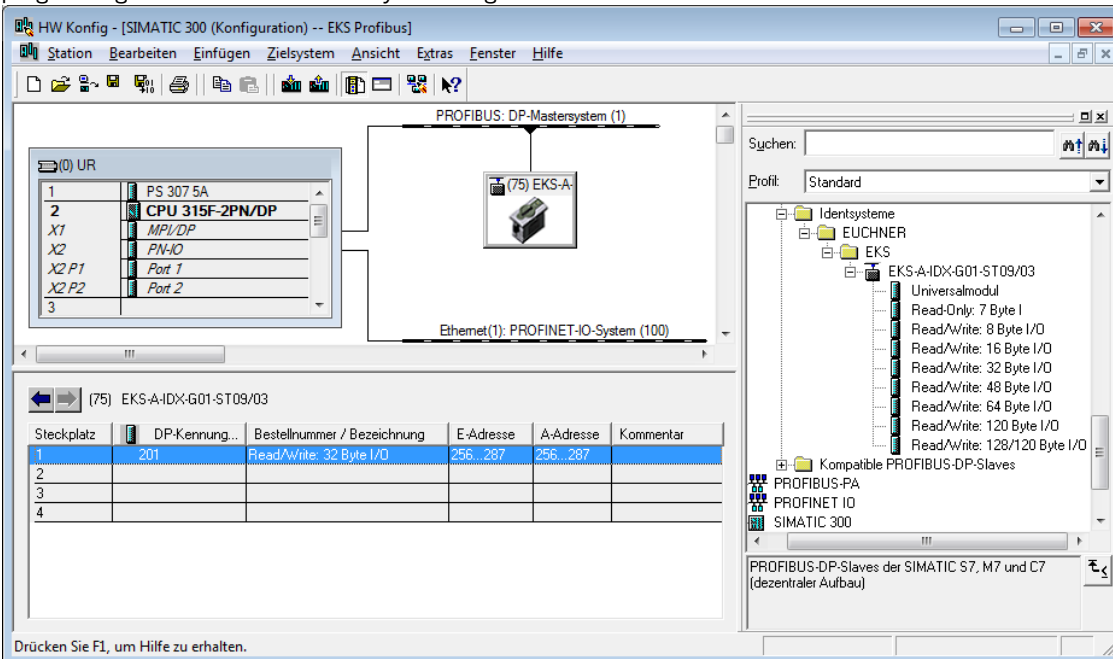 HW Konfig - [SIMATIC 300 (Konfiguration) -- EKS Profibus]
Station Bearbeiten Einfügen Zielsystem Ansicht Extras Fenster Hilfe
PROFIBUS: DP-Mastersystem (1)
(0) UR
1 PS 307 5A
2 CPU 315F-2PN/DP
X1 MPI/DP
X2 PN-IO
X2 P1 Port 1
X2 P2 Port 2
3
(75) EKS-A-
Ethernet(1): PROFINET-IO-System (100)
(75) EKS-A-IDX-G01-ST09/03
Steckplatz DP-Kennung... Bestellnummer / Bezeichnung E-Adresse A-Adresse Kommentar
1 201 Read/Write: 32 Byte I/O 256...287 256...287
2
3
4
Suchen:
Profil: Standard
Identsysteme
EUCHNER
EKS
EKS-A-IDX-G01-ST09/03
Universalmodul
Read-Only: 7 Byte I
Read/Write: 8 Byte I/O
Read/Write: 16 Byte I/O
Read/Write: 32 Byte I/O
Read/Write: 48 Byte I/O
Read/Write: 64 Byte I/O
Read/Write: 120 Byte I/O
Read/Write: 128/120 Byte I/O
Kompatible PROFIBUS-DP-Slaves
PROFIBUS-PA
PROFINET IO
SIMATIC 300
PROFIBUS-DP-Slaves der SIMATIC S7, M7 und C7
(dezentraler Aufbau)
Drücken Sie F1, um Hilfe zu erhalten.